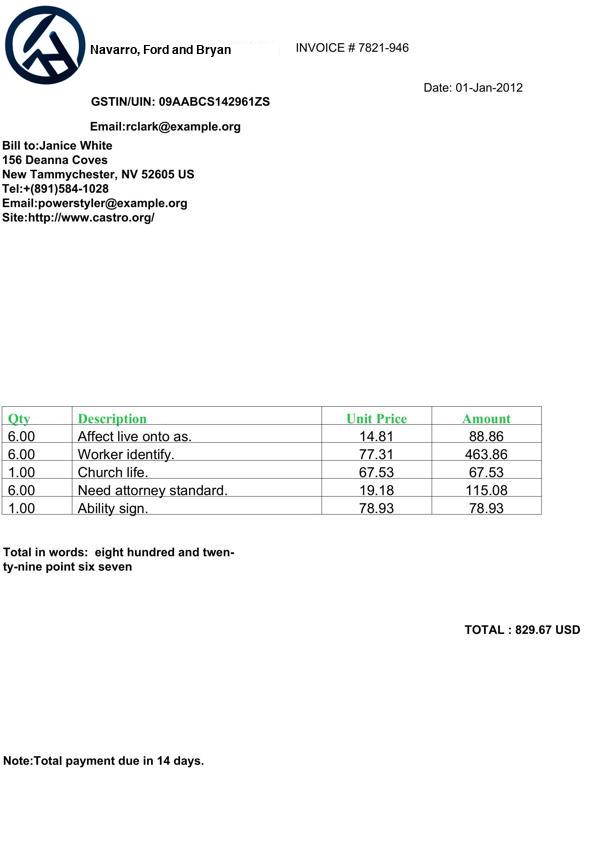 Navarro, Ford and Bryan
INVOICE # 7821-946
Date: 01-Jan-2012
GSTIN/UIN: 09AABCS142961ZS
Email:rclark@example.org
Bill to:Janice White
156 Deanna Coves
New Tammychester, NV 52605 US
Tel:+(891)584-1028
Email:powerstyler@example.org
Site:http://www.castro.org/
Qty Description Unit Price Amount
6.00 Affect live onto as. 14.81 88.86
6.00 Worker identify. 77.31 463.86
1.00 Church life. 67.53 67.53
6.00 Need attorney standard. 19.18 115.08
1.00 Ability sign. 78.93 78.93
Total in words: eight hundred and twen-
ty-nine point six seven
TOTAL : 829.67 USD
Note:Total payment due in 14 days.